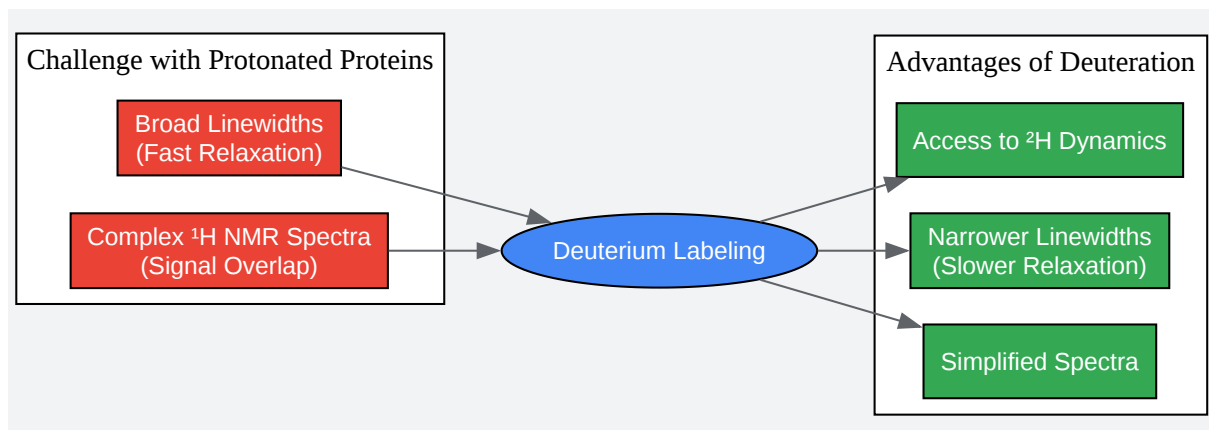 Challenge with Protonated Proteins
Broad Linewidths
(Fast Relaxation)
Complex ¹H NMR Spectra
(Signal Overlap)
Deuterium Labeling
Advantages of Deuteration
Access to ²H Dynamics
Narrower Linewidths
(Slower Relaxation)
Simplified Spectra